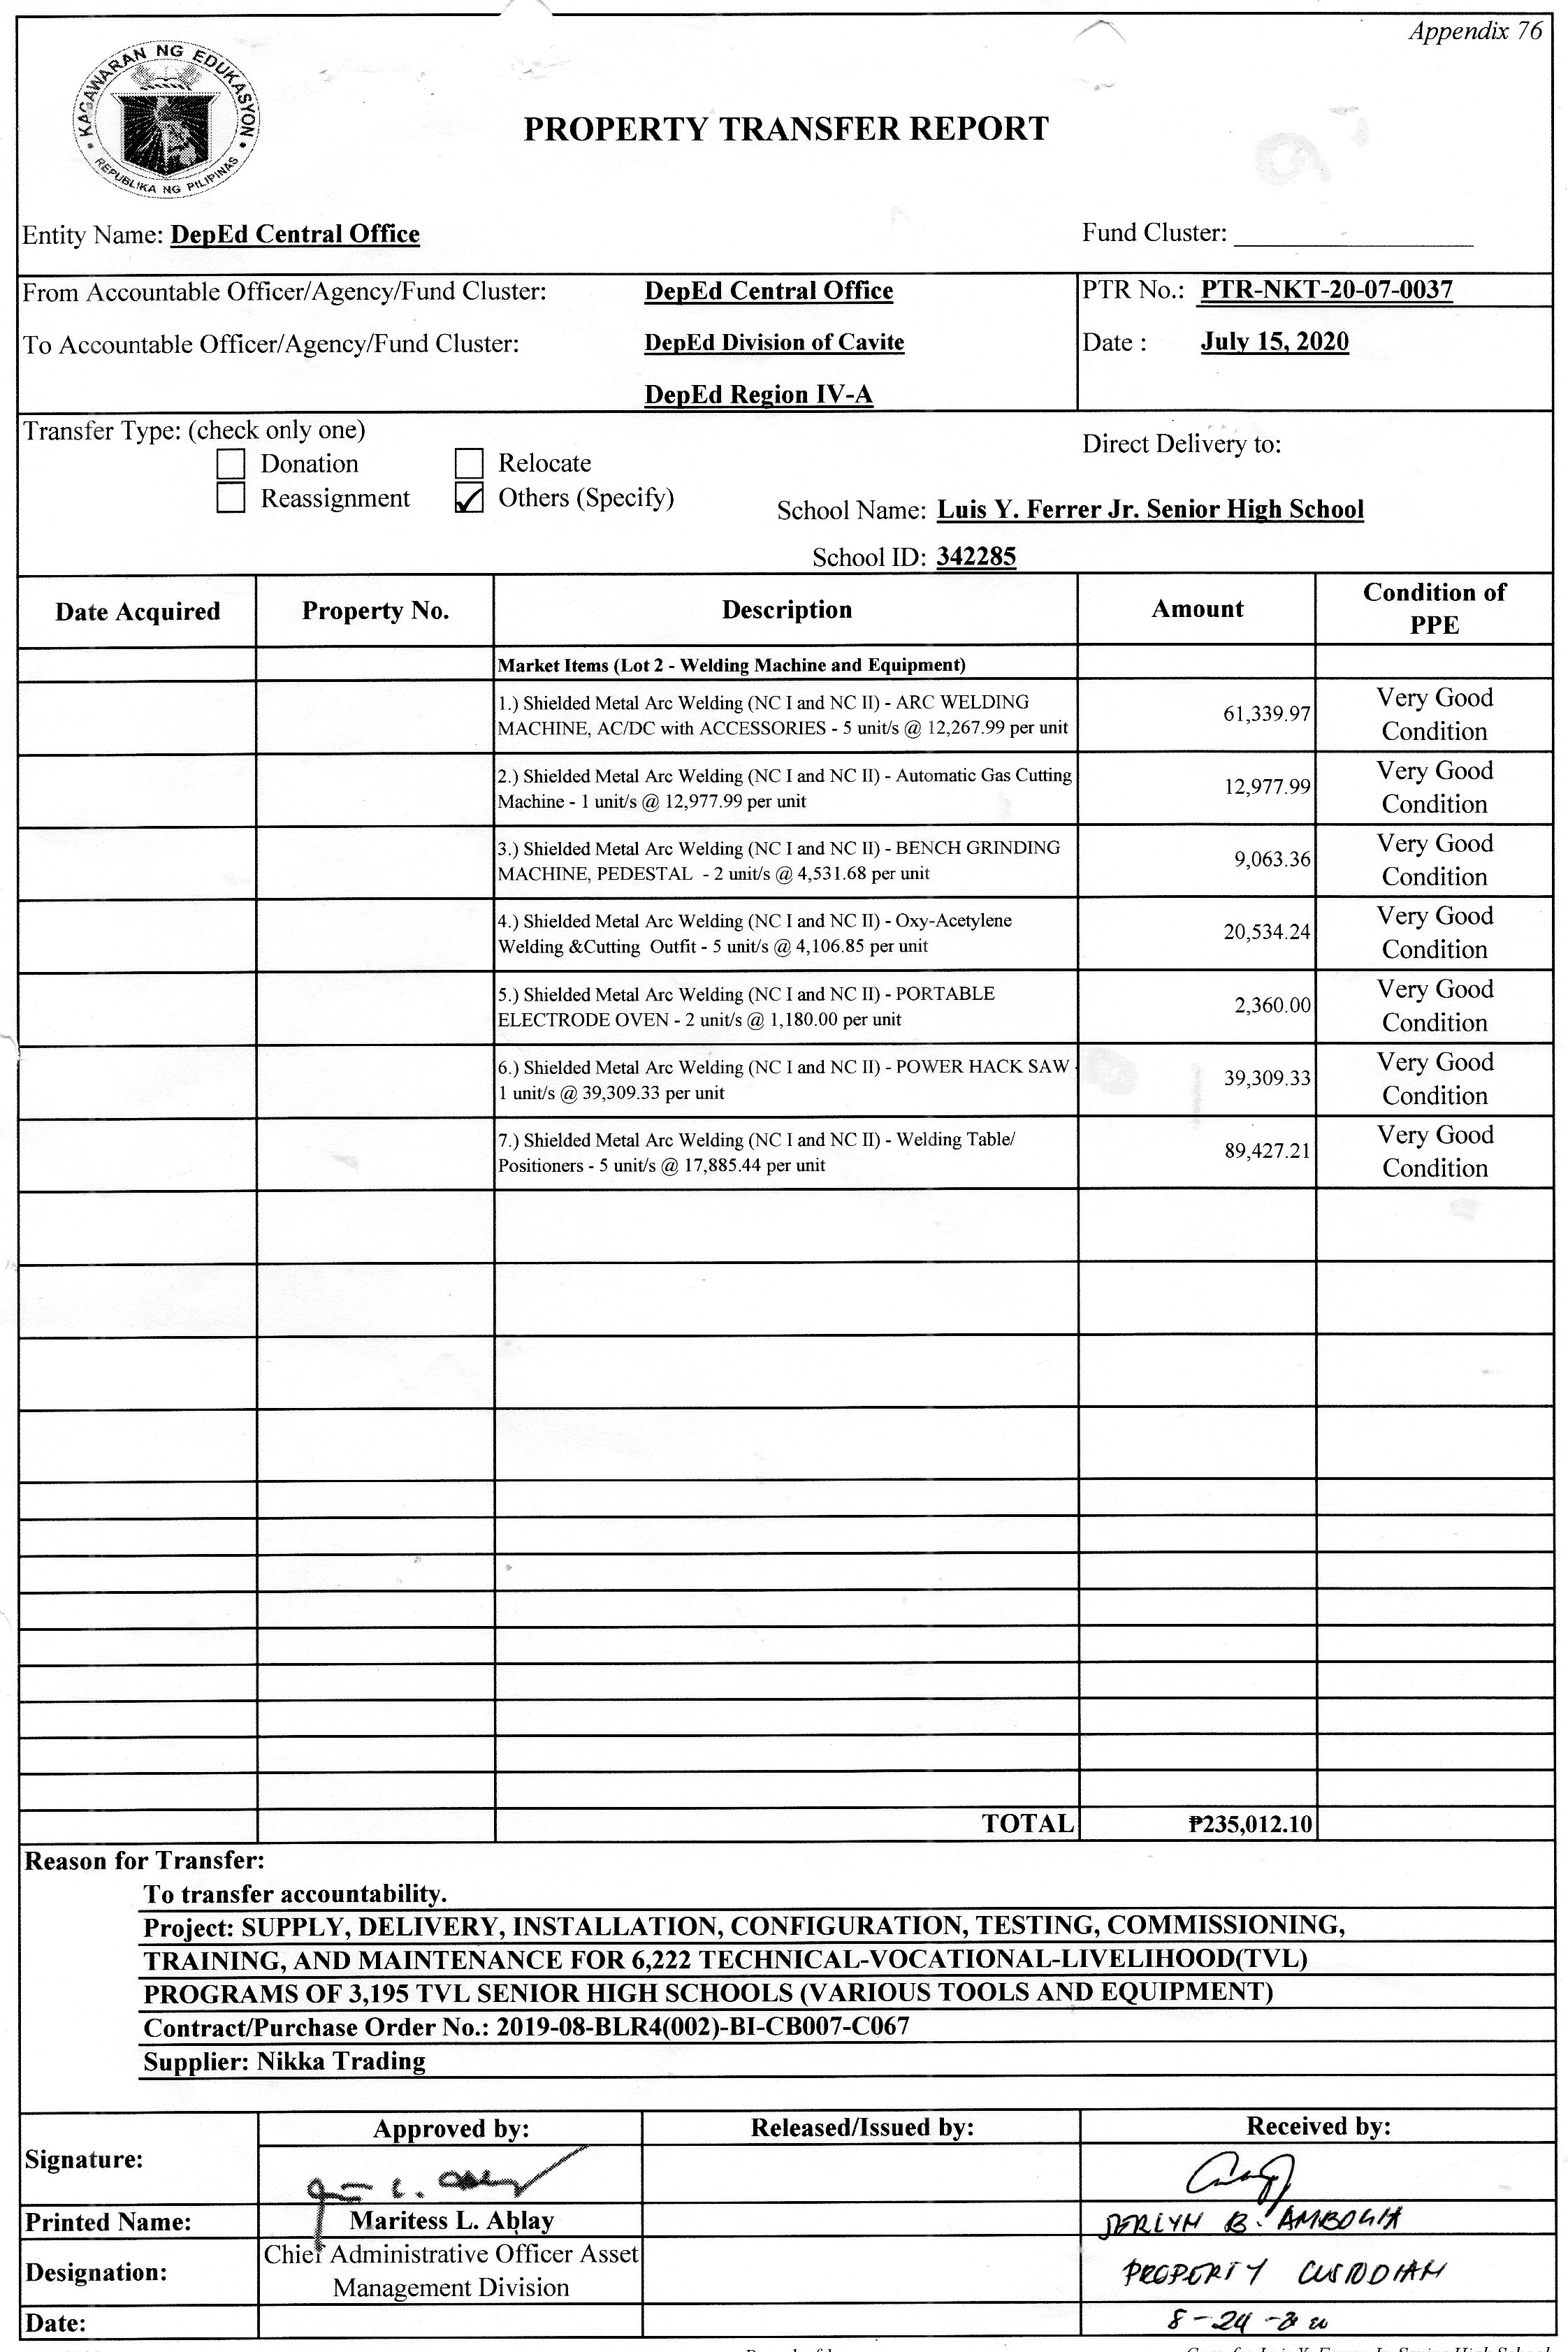 Appendix 76
KAGAWARAN NG EDUKASYON
REPUBLIKA NG PILIPINAS
PROPERTY TRANSFER REPORT
Entity Name: DepEd Central Office
Fund Cluster:
From Accountable Officer/Agency/Fund Cluster: DepEd Central Office
PTR No.: PTR-NKT-20-07-0037
To Accountable Officer/Agency/Fund Cluster: DepEd Division of Cavite
Date : July 15, 2020
DepEd Region IV-A
Transfer Type: (check only one)
Direct Delivery to:
Donation Relocate
Reassignment Others (Specify)
School Name: Luis Y. Ferrer Jr. Senior High School
School ID: 342285
Date Acquired Property No. Description Amount Condition of
PPE
Market Items (Lot 2 - Welding Machine and Equipment)
1.) Shielded Metal Arc Welding (NC I and NC II) - ARC WELDING
MACHINE, AC/DC with ACCESSORIES - 5 unit/s @ 12,267.99 per unit
61,339.97
Very Good
Condition
2.) Shielded Metal Arc Welding (NC I and NC II) - Automatic Gas Cutting
Machine - 1 unit/s @ 12,977.99 per unit
12,977.99
Very Good
Condition
3.) Shielded Metal Arc Welding (NC I and NC II) - BENCH GRINDING
MACHINE, PEDESTAL - 2 unit/s @ 4,531.68 per unit
9,063.36
Very Good
Condition
4.) Shielded Metal Arc Welding (NC I and NC II) - Oxy-Acetylene
Welding &Cutting Outfit - 5 unit/s @ 4,106.85 per unit
20,534.24
Very Good
Condition
5.) Shielded Metal Arc Welding (NC I and NC II) - PORTABLE
ELECTRODE OVEN - 2 unit/s @ 1,180.00 per unit
2,360.00
Very Good
Condition
6.) Shielded Metal Arc Welding (NC I and NC II) - POWER HACK SAW -
1 unit/s @ 39,309.33 per unit
39,309.33
Very Good
Condition
7.) Shielded Metal Arc Welding (NC I and NC II) - Welding Table/
Positioners - 5 unit/s @ 17,885.44 per unit
89,427.21
Very Good
Condition
TOTAL ₱235,012.10
Reason for Transfer:
To transfer accountability.
Project: SUPPLY, DELIVERY, INSTALLATION, CONFIGURATION, TESTING, COMMISSIONING,
TRAINING, AND MAINTENANCE FOR 6,222 TECHNICAL-VOCATIONAL-LIVELIHOOD(TVL)
PROGRAMS OF 3,195 TVL SENIOR HIGH SCHOOLS (VARIOUS TOOLS AND EQUIPMENT)
Contract/Purchase Order No.: 2019-08-BLR4(002)-BI-CB007-C067
Supplier: Nikka Trading
Approved by: Released/Issued by: Received by:
Signature:
Printed Name: Maritess L. Ablay
B. AMBOGIA
Designation: Chief Administrative Officer Asset
Management Division
PROPERTY CUSTODIAN
Date:
8-24-20